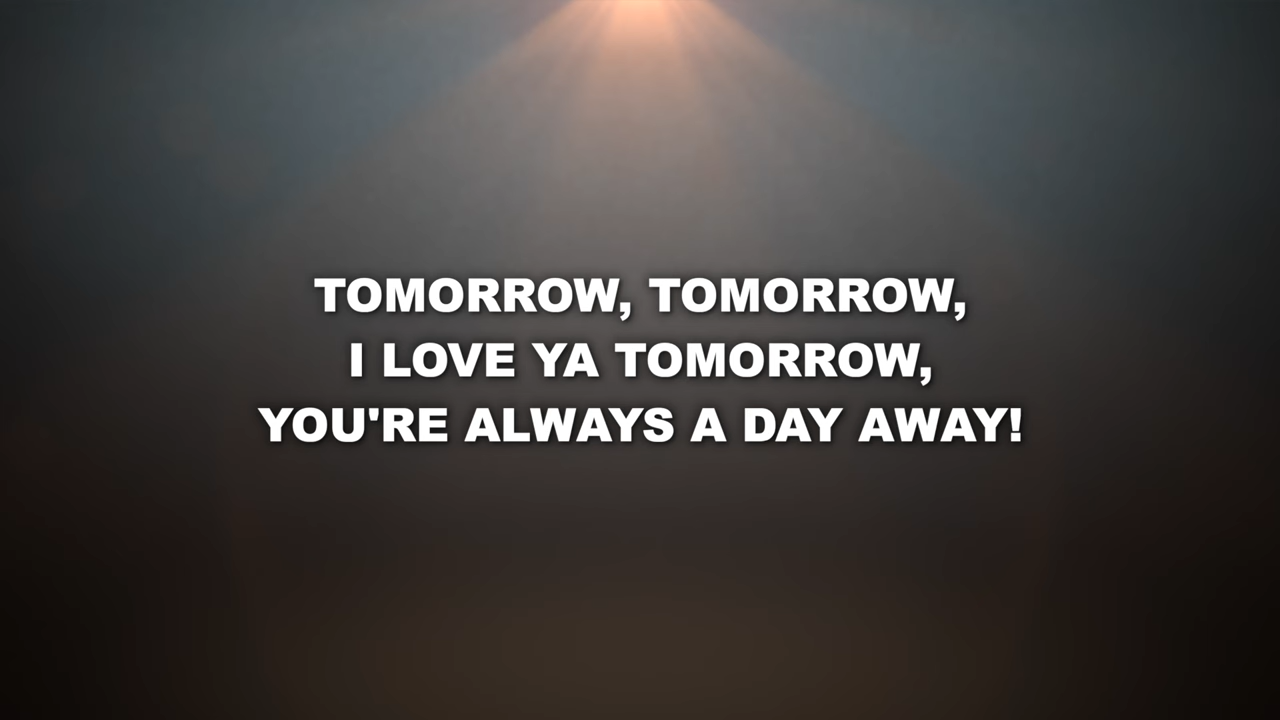 TOMORROW, TOMORROW,
I LOVE YA TOMORROW,
YOU'RE ALWAYS A DAY AWAY!